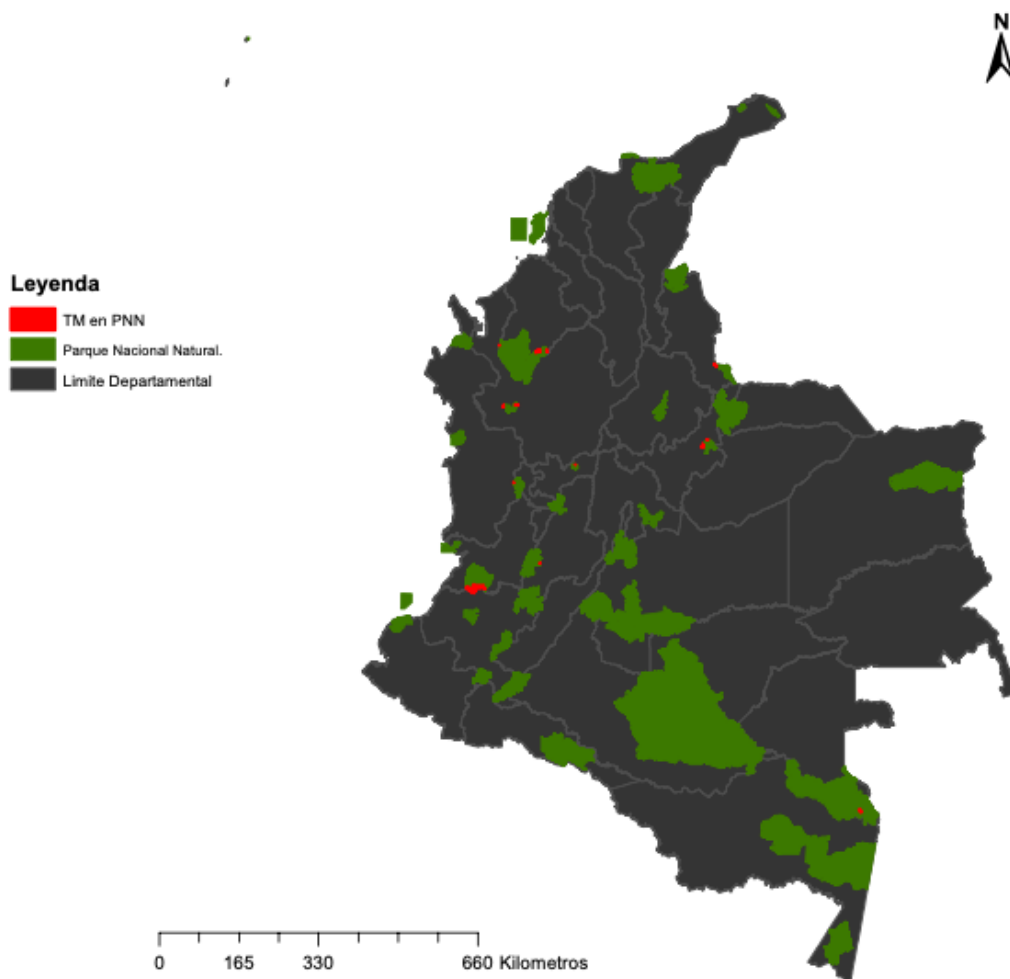 N
Leyenda
TM en PNN
Parque Nacional Natural.
Limite Departamental
0 165 330 660 Kilometros